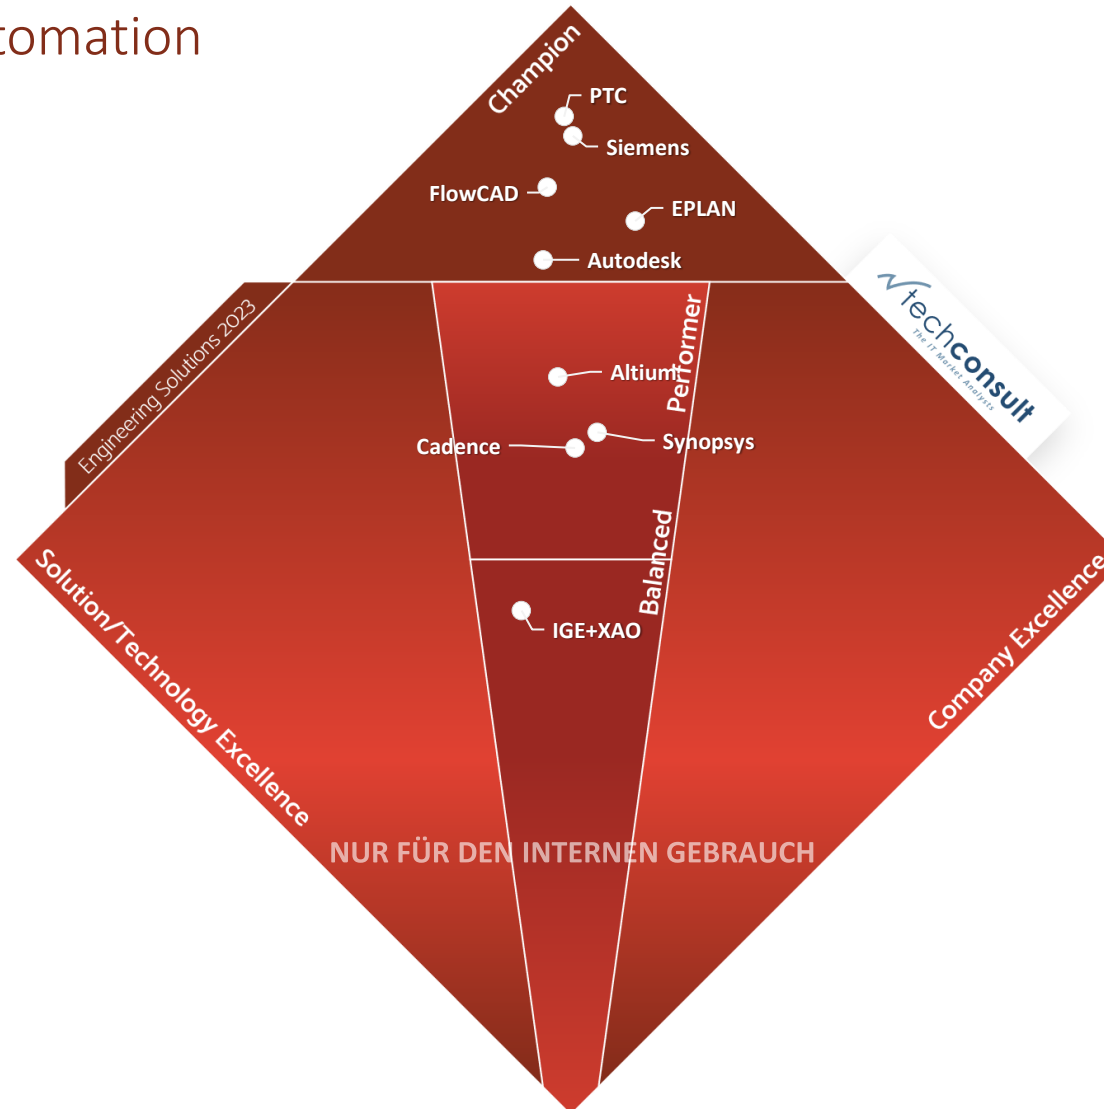 tomation
Champion
PTC
Siemens
FlowCAD
EPLAN
Autodesk
Engineering Solutions 2023
techconsult
The IT Market Analysts
Performer
Altium
Cadence
Synopsys
Balanced
IGE+XAO
Solution/Technology Excellence
Company Excellence
NUR FÜR DEN INTERNEN GEBRAUCH